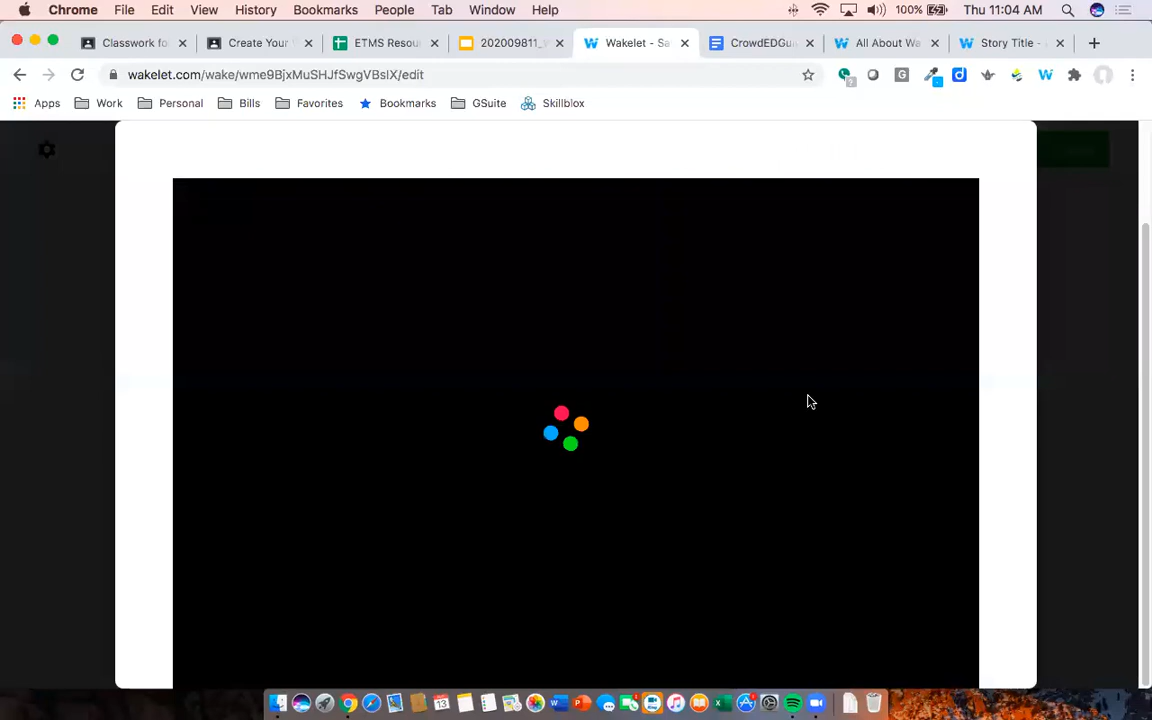 Chrome File Edit View History Bookmarks People Tab Window Help 100% Thu 11:04 AM
Classwork fo Create Your ETMS Resou 202009811_ Wakelet - Sa CrowdEDGu All About Wa Story Title -
wakelet.com/wake/wme9BjxMuSHJfSwgVBslX/edit
Apps Work Personal Bills Favorites Bookmarks GSuite Skillblox